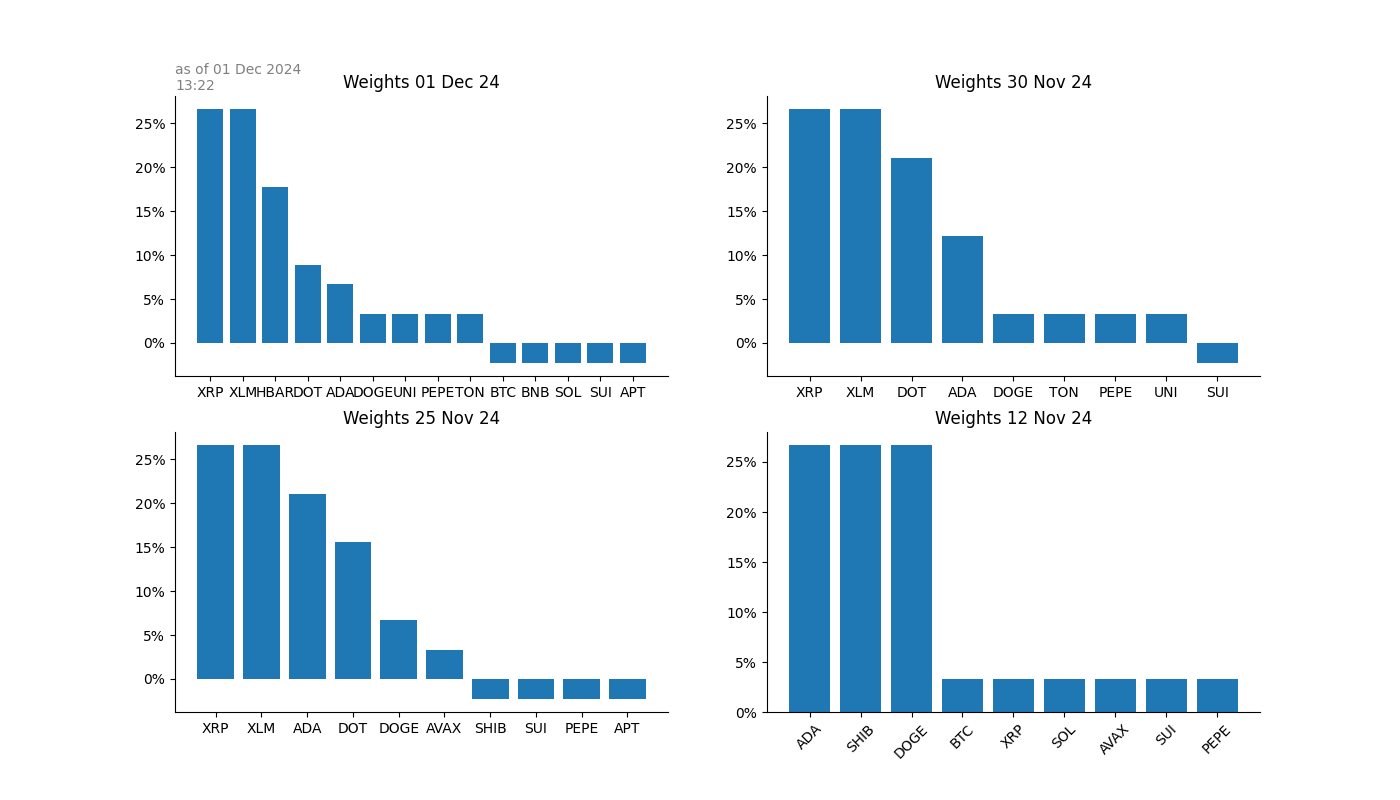 as of 01 Dec 2024
13:22
Weights 01 Dec 24
25%
20%
15%
10%
5%
0%
XRP XLM HBAR DOT ADA DOGE UNI PEPE TON BTC BNB SOL SUI APT
Weights 30 Nov 24
25%
20%
15%
10%
5%
0%
XRP XLM DOT ADA DOGE TON PEPE UNI SUI
Weights 25 Nov 24
25%
20%
15%
10%
5%
0%
XRP XLM ADA DOT DOGE AVAX SHIB SUI PEPE APT
Weights 12 Nov 24
25%
20%
15%
10%
5%
0%
ADA SHIB DOGE BTC XRP SOL AVAX SUI PEPE